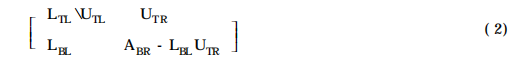 L_TL\U_TL U_TR
(2)
L_BL A_BR - L_BL U_TR